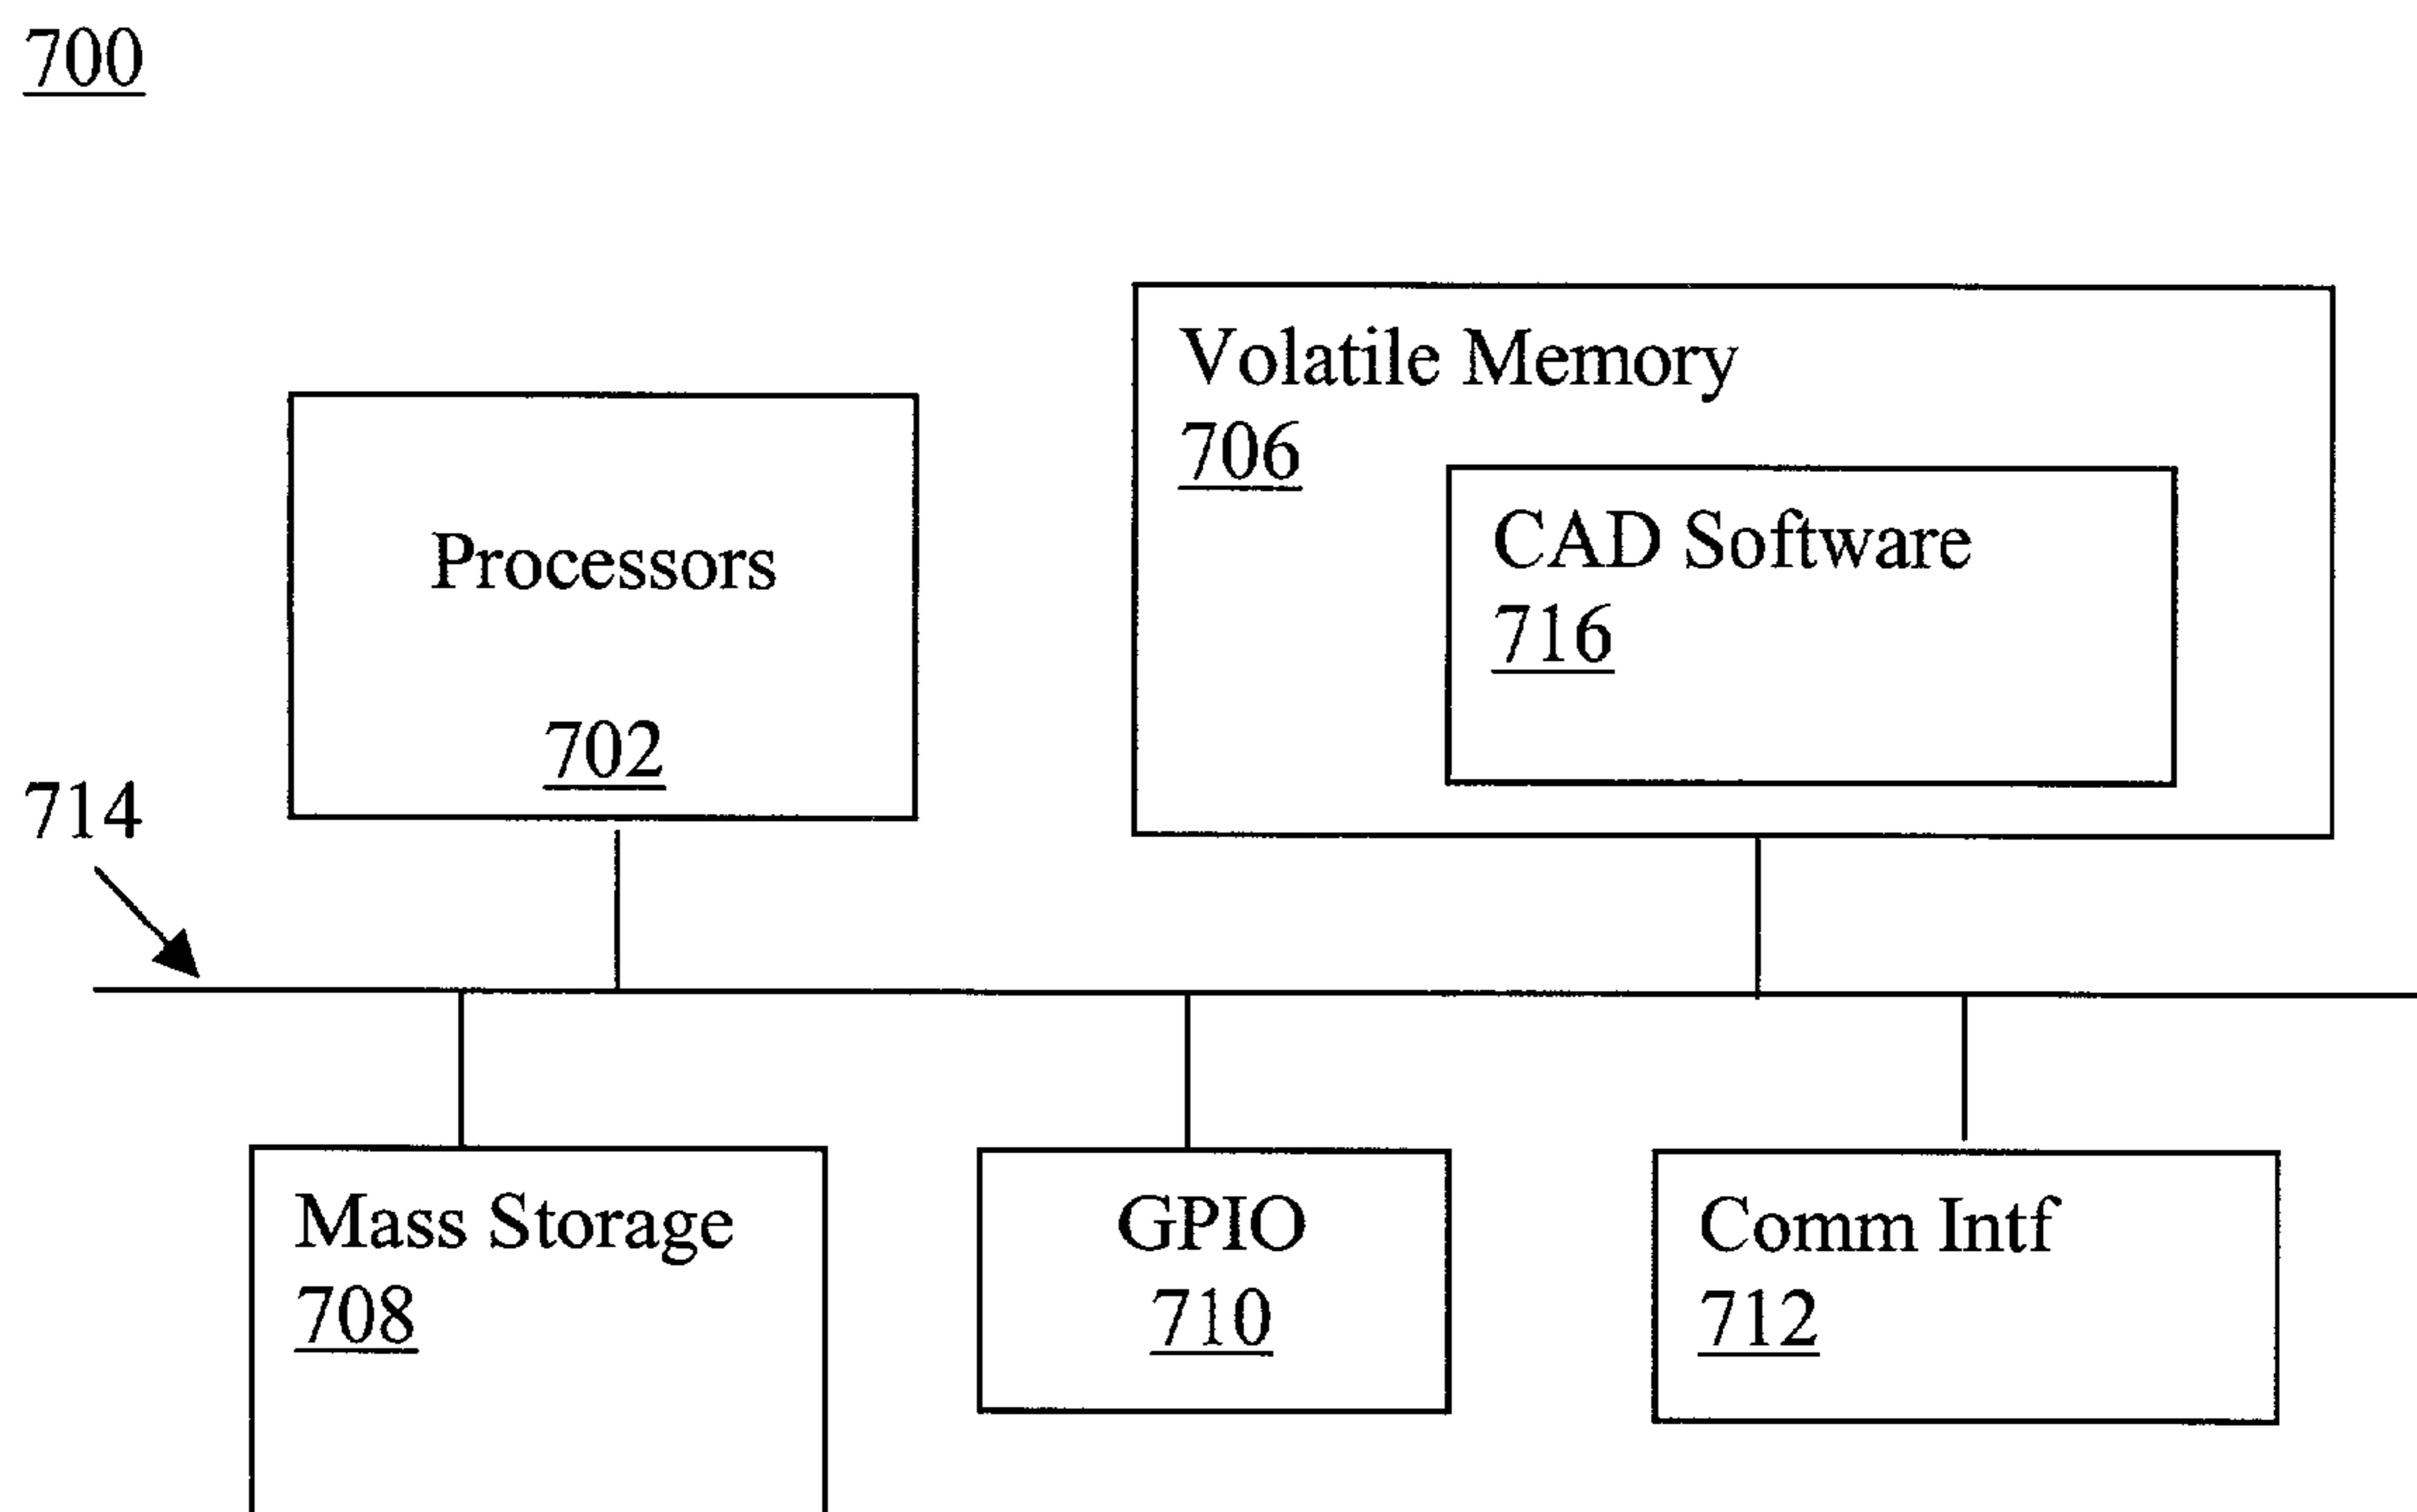 700
Volatile Memory
706
CAD Software
716
Processors
702
714
Mass Storage
708
GPIO
710
Comm Intf
712